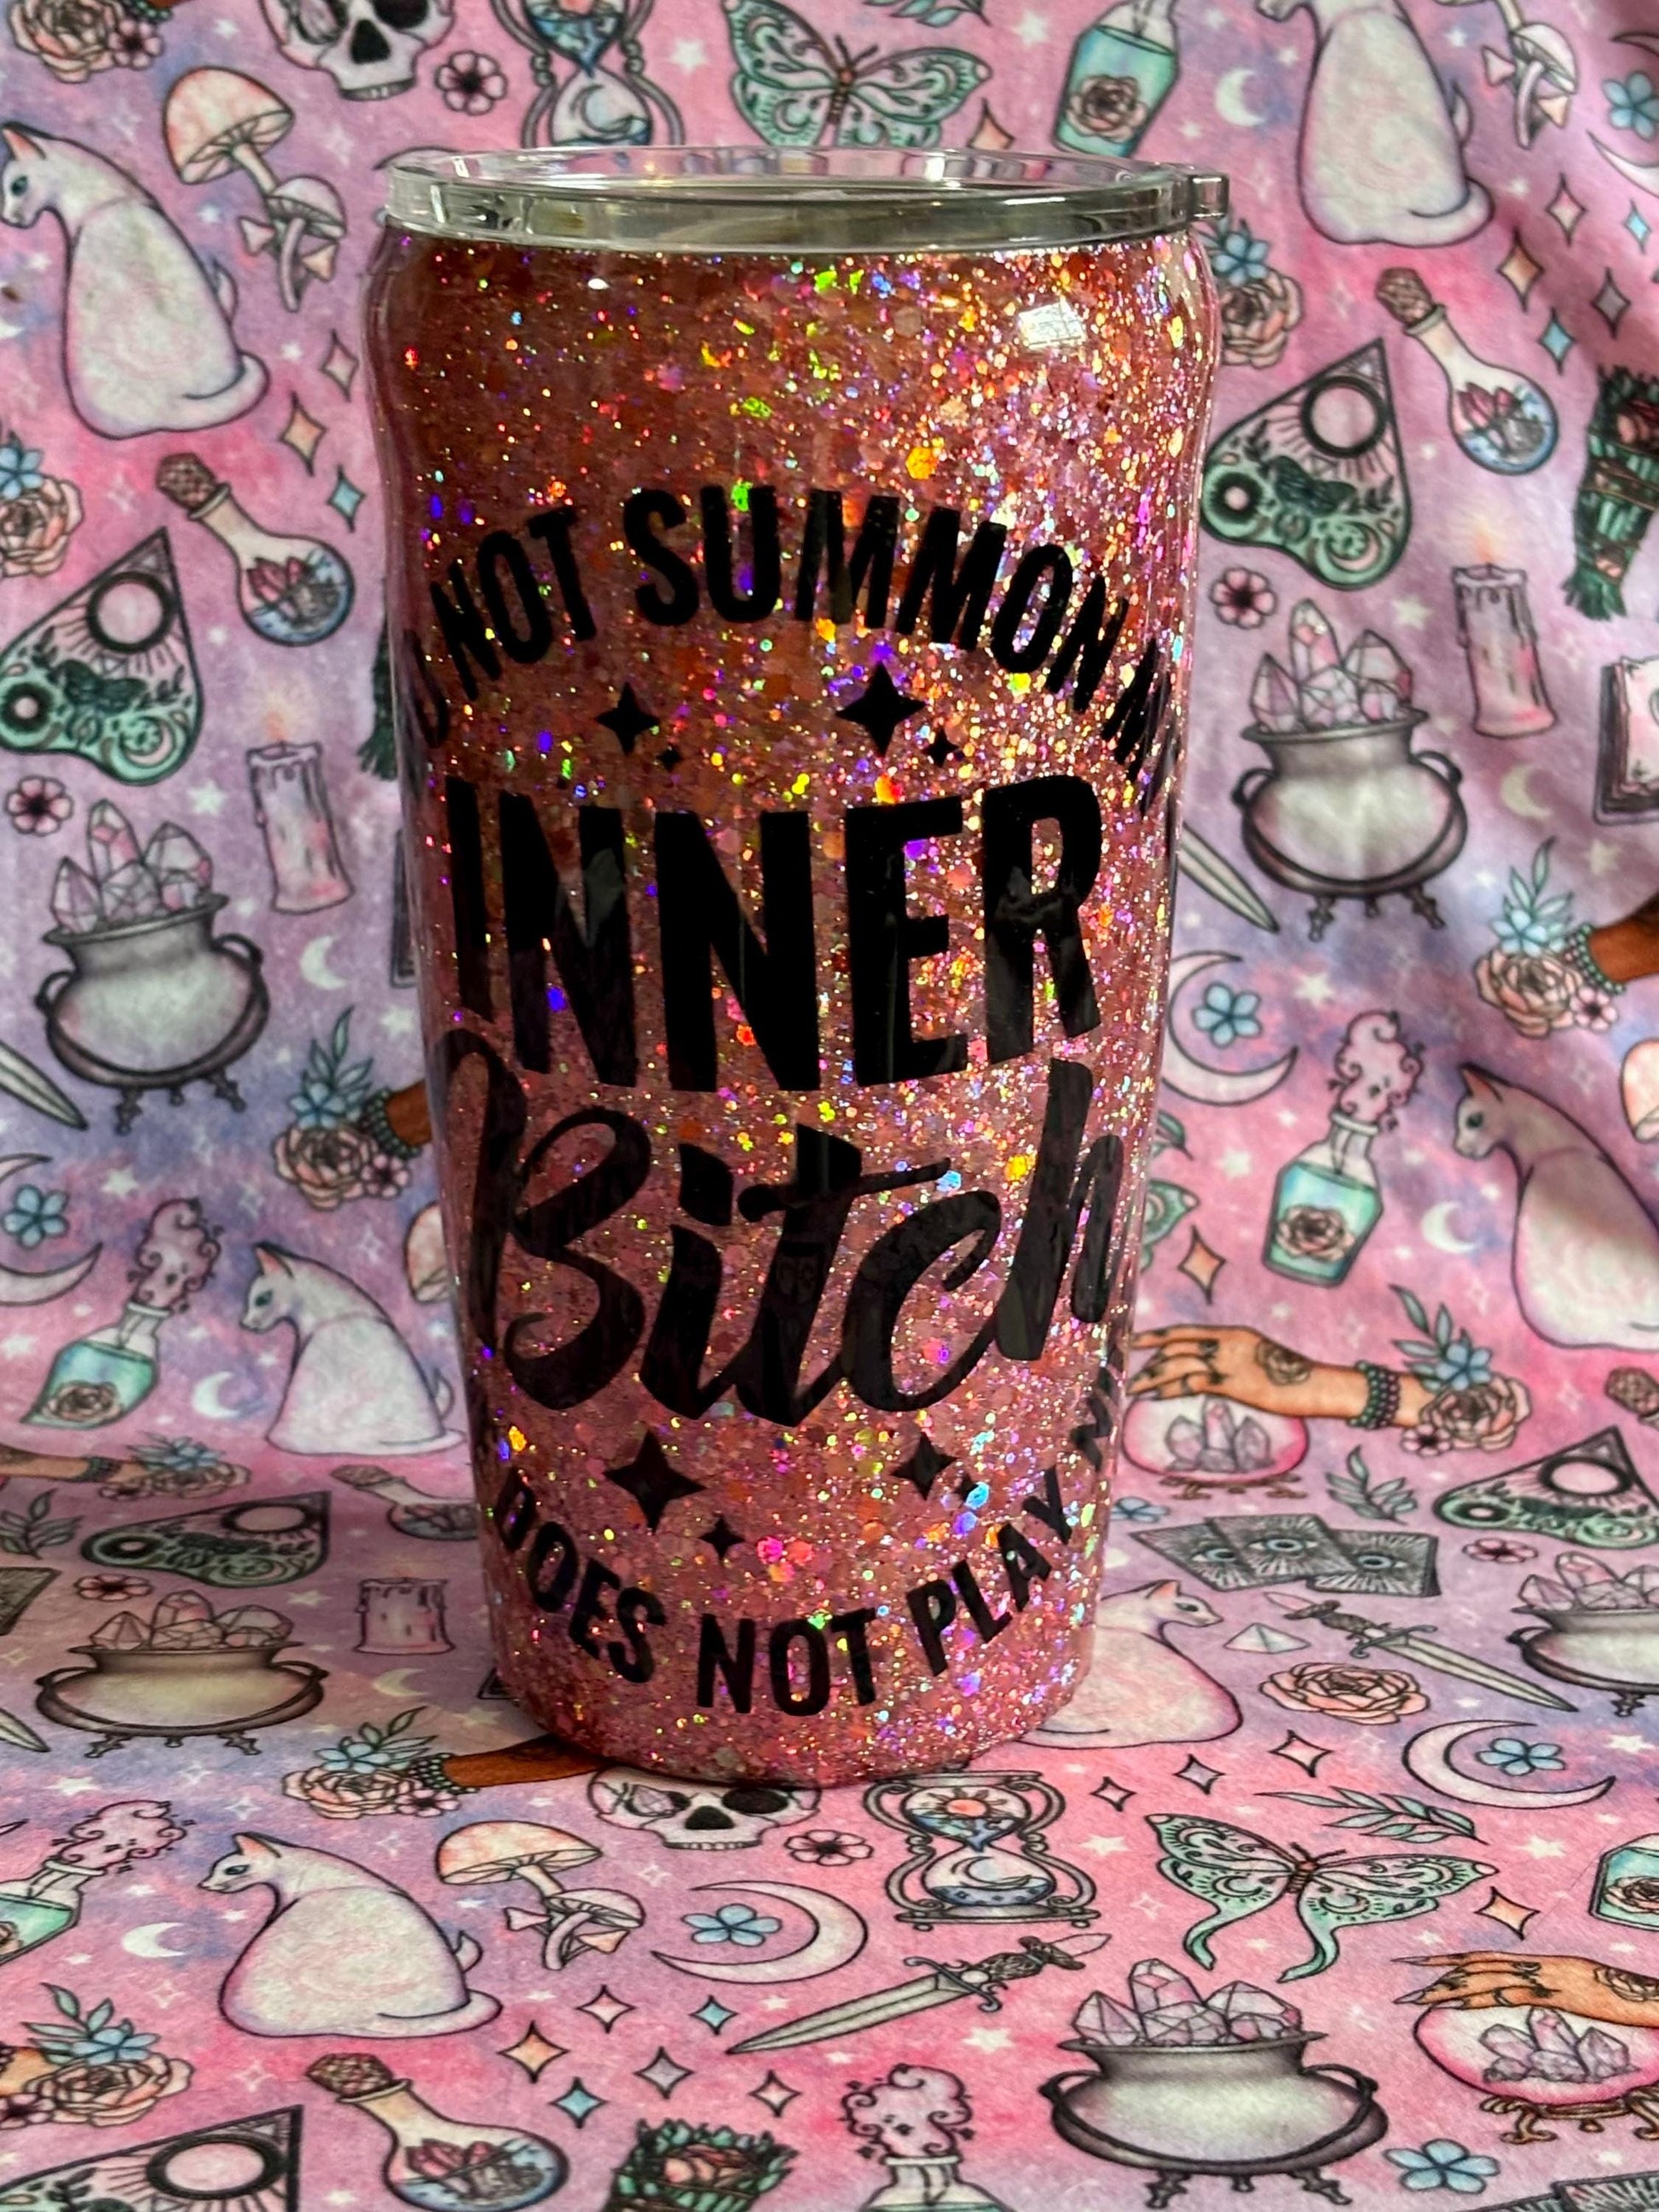 NOT SUMMON
INNER
Bitch
DOES NOT PLAY